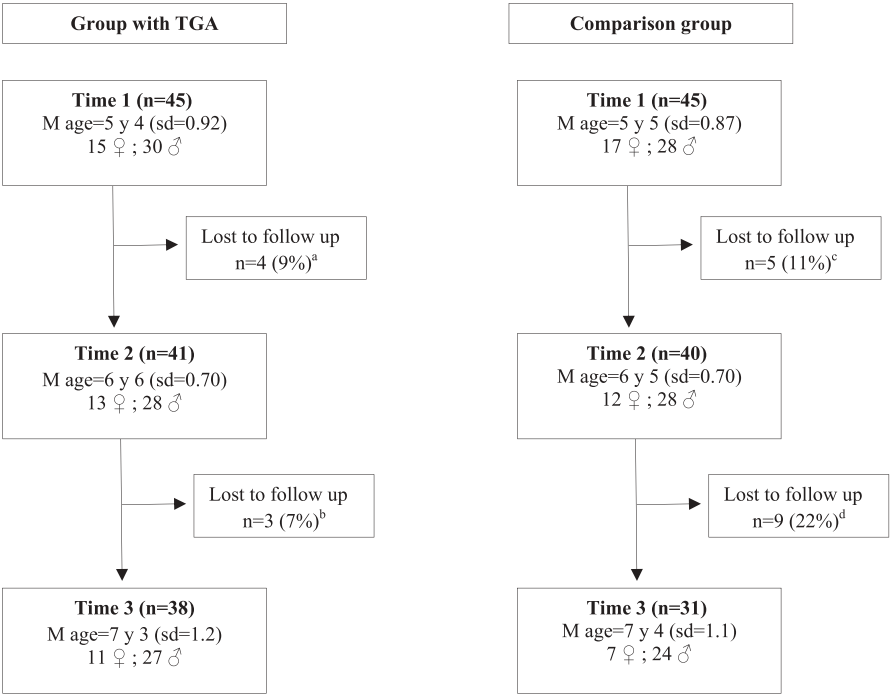 Group with TGA
Comparison group
Time 1 (n=45)
M age=5 y 4 (sd=0.92)
15 ♀ ; 30 ♂
Time 1 (n=45)
M age=5 y 5 (sd=0.87)
17 ♀ ; 28 ♂
Lost to follow up
n=4 (9%)a
Lost to follow up
n=5 (11%)c
Time 2 (n=41)
M age=6 y 6 (sd=0.70)
13 ♀ ; 28 ♂
Time 2 (n=40)
M age=6 y 5 (sd=0.70)
12 ♀ ; 28 ♂
Lost to follow up
n=3 (7%)b
Lost to follow up
n=9 (22%)d
Time 3 (n=38)
M age=7 y 3 (sd=1.2)
11 ♀ ; 27 ♂
Time 3 (n=31)
M age=7 y 4 (sd=1.1)
7 ♀ ; 24 ♂